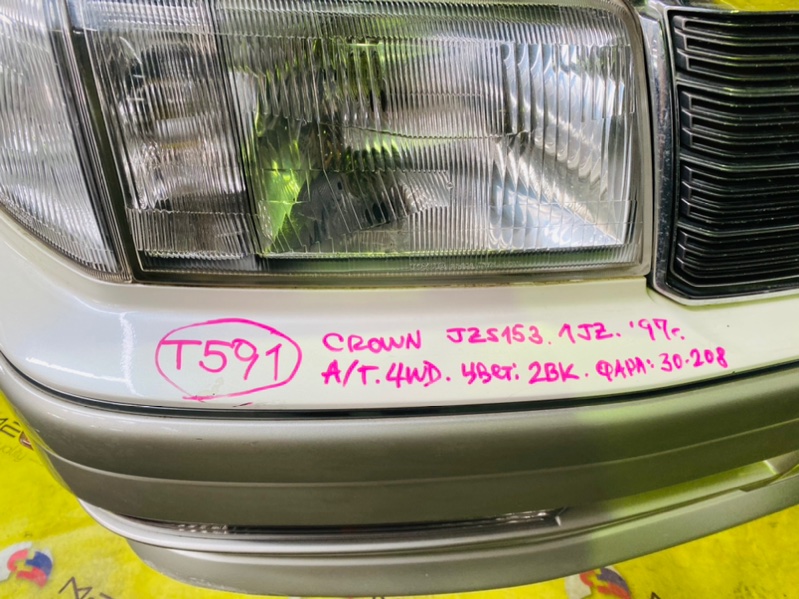 T591
CROWN JZS153. 1JZ. '97г.
A/T. 4WD. цвет: 2BK. ФАРА: 30-208